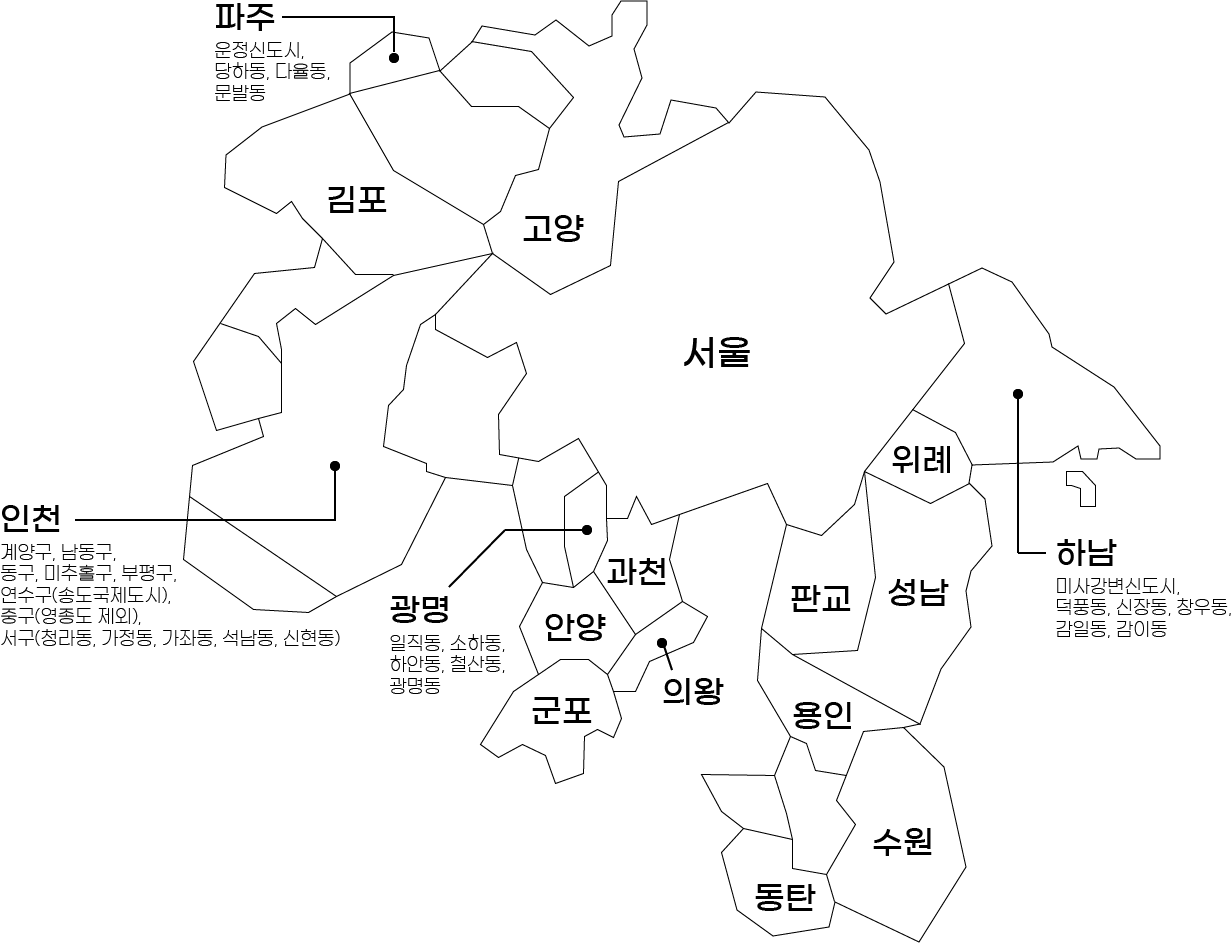 파주
운정신도시,
당하동, 다율동,
문발동
김포
고양
서울
위례
인천
계양구, 남동구,
동구, 미추홀구, 부평구,
연수구(송도국제도시),
중구(영종도 제외),
서구(청라동, 가정동, 가좌동, 석남동, 신현동)
하남
미사강변신도시,
덕풍동, 신장동, 창우동,
감일동, 감이동
과천
판교
성남
광명
일직동, 소하동,
하안동, 철산동,
광명동
안양
의왕
군포
용인
수원
동탄